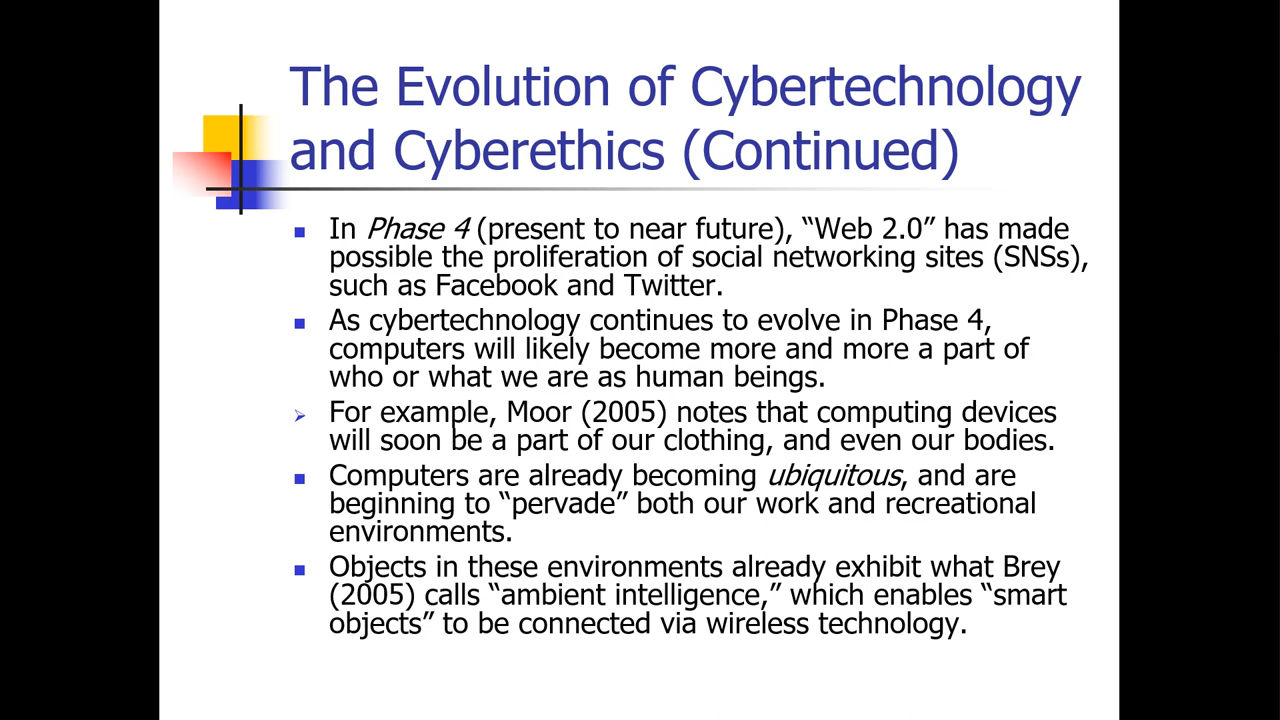 The Evolution of Cybertechnology
and Cyberethics (Continued)
In Phase 4 (present to near future), “Web 2.0” has made
possible the proliferation of social networking sites (SNSs),
such as Facebook and Twitter.
As cybertechnology continues to evolve in Phase 4,
computers will likely become more and more a part of
who or what we are as human beings.
For example, Moor (2005) notes that computing devices
will soon be a part of our clothing, and even our bodies.
Computers are already becoming ubiquitous, and are
beginning to “pervade” both our work and recreational
environments.
Objects in these environments already exhibit what Brey
(2005) calls “ambient intelligence,” which enables “smart
objects” to be connected via wireless technology.